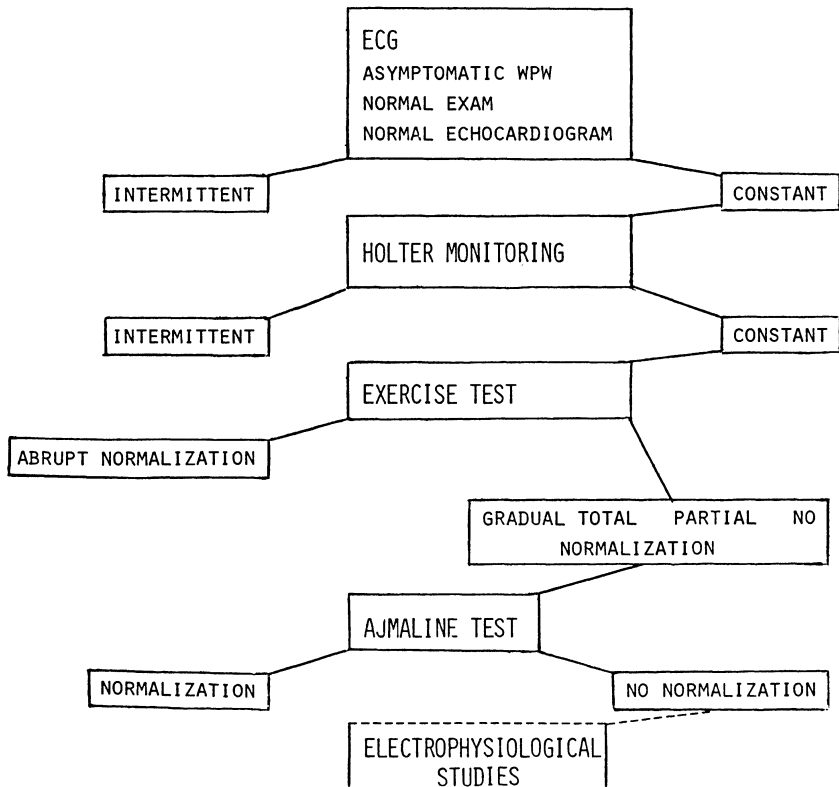 ECG
ASYMPTOMATIC WPW
NORMAL EXAM
NORMAL ECHOCARDIOGRAM
INTERMITTENT
CONSTANT
HOLTER MONITORING
INTERMITTENT
CONSTANT
EXERCISE TEST
ABRUPT NORMALIZATION
GRADUAL TOTAL PARTIAL NO
NORMALIZATION
AJMALINE TEST
NORMALIZATION
NO NORMALIZATION
ELECTROPHYSIOLOGICAL
STUDIES